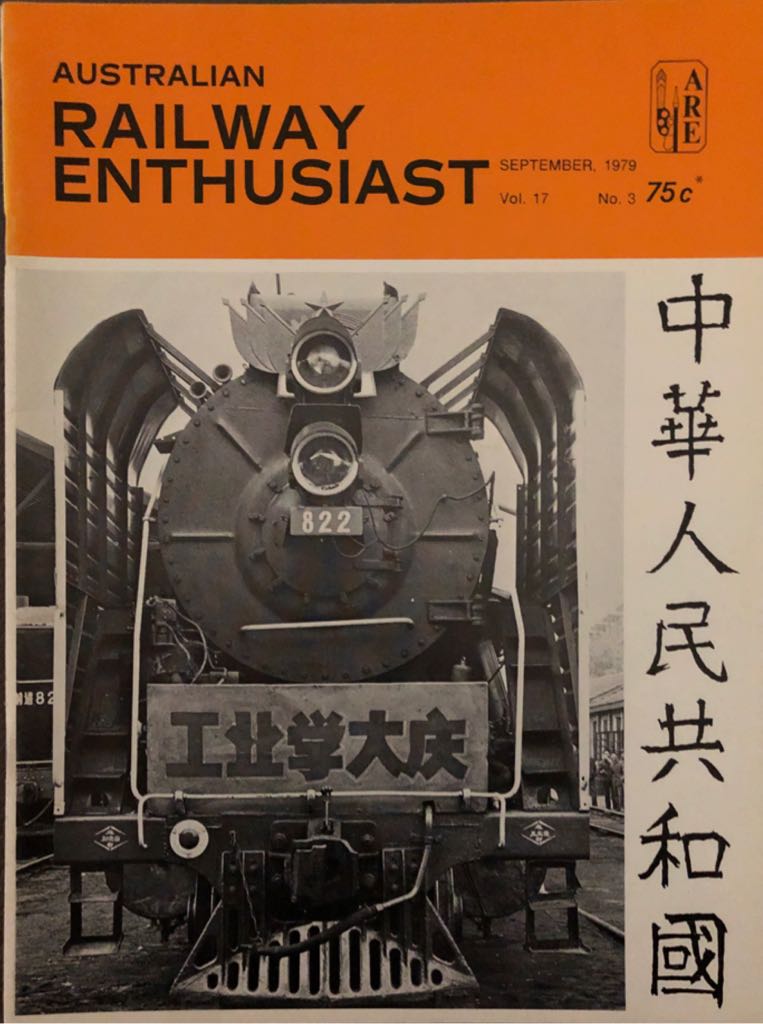 AUSTRALIAN
RAILWAY
ENTHUSIAST
SEPTEMBER, 1979
Vol. 17 No. 3 75c*
ARE
822
工业学大庆
82
中華人民共和國